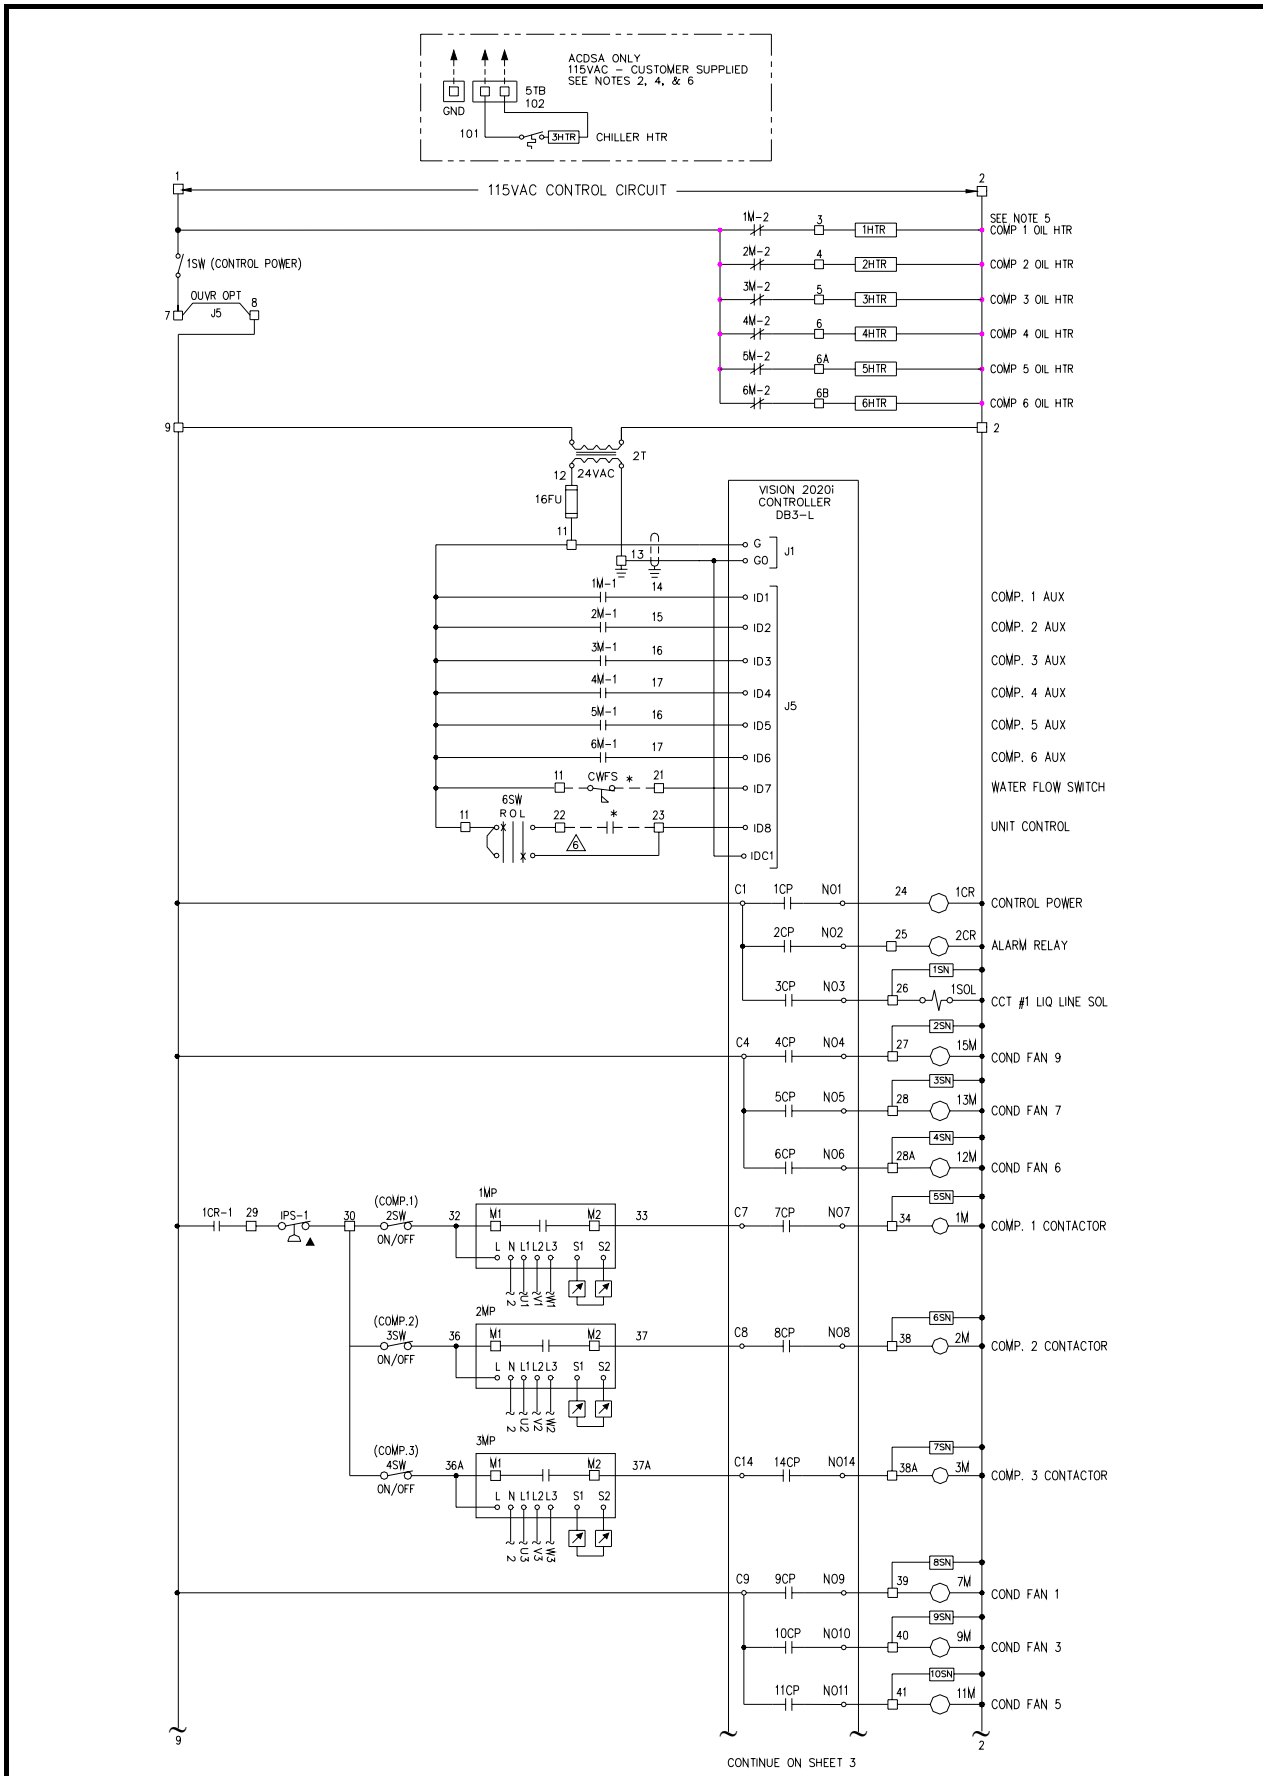 ACDSA ONLY
115VAC - CUSTOMER SUPPLIED
SEE NOTES 2, 4, & 6
5TB
102
GND
101
3HTR
CHILLER HTR
1
115VAC CONTROL CIRCUIT
2
SEE NOTE 5
1M-2 3 1HTR COMP 1 OIL HTR
2M-2 4 2HTR COMP 2 OIL HTR
1SW (CONTROL POWER)
3M-2 5 3HTR COMP 3 OIL HTR
OUVR OPT
7 J5 8
4M-2 6 4HTR COMP 4 OIL HTR
5M-2 6A 5HTR COMP 5 OIL HTR
6M-2 6B 6HTR COMP 6 OIL HTR
9 2
2T
24VAC
12
16FU
11
VISION 2020i
CONTROLLER
DB3-L
G
J1
13 GO
1M-1 14 ID1 COMP. 1 AUX
2M-1 15 ID2 COMP. 2 AUX
3M-1 16 ID3 COMP. 3 AUX
4M-1 17 ID4 COMP. 4 AUX
J5
5M-1 16 ID5 COMP. 5 AUX
6M-1 17 ID6 COMP. 6 AUX
11 CWFS * 21 ID7 WATER FLOW SWITCH
6SW
R O L
11 22 * 23 ID8 UNIT CONTROL
6
IDC1
C1 1CP NO1 24 1CR CONTROL POWER
2CP NO2 25 2CR ALARM RELAY
1SN
3CP NO3 26 1SOL CCT #1 LIQ LINE SOL
2SN
C4 4CP NO4 27 15M COND FAN 9
3SN
5CP NO5 28 13M COND FAN 7
4SN
6CP NO6 28A 12M COND FAN 6
5SN
1MP
(COMP.1)
1CR-1 29 IPS-1 30 2SW 32 M1 M2 33 C7 7CP NO7 34 1M COMP. 1 CONTACTOR
ON/OFF
L N L1 L2 L3 S1 S2
2 U1 V1 W1
6SN
2MP
(COMP.2)
3SW 36 M1 M2 37 C8 8CP NO8 38 2M COMP. 2 CONTACTOR
ON/OFF
L N L1 L2 L3 S1 S2
2 U2 V2 W2
7SN
3MP
(COMP.3)
4SW 36A M1 M2 37A C14 14CP NO14 38A 3M COMP. 3 CONTACTOR
ON/OFF
L N L1 L2 L3 S1 S2
2 U3 V3 W3
8SN
C9 9CP NO9 39 7M COND FAN 1
9SN
10CP NO10 40 9M COND FAN 3
10SN
11CP NO11 41 11M COND FAN 5
9 2
CONTINUE ON SHEET 3